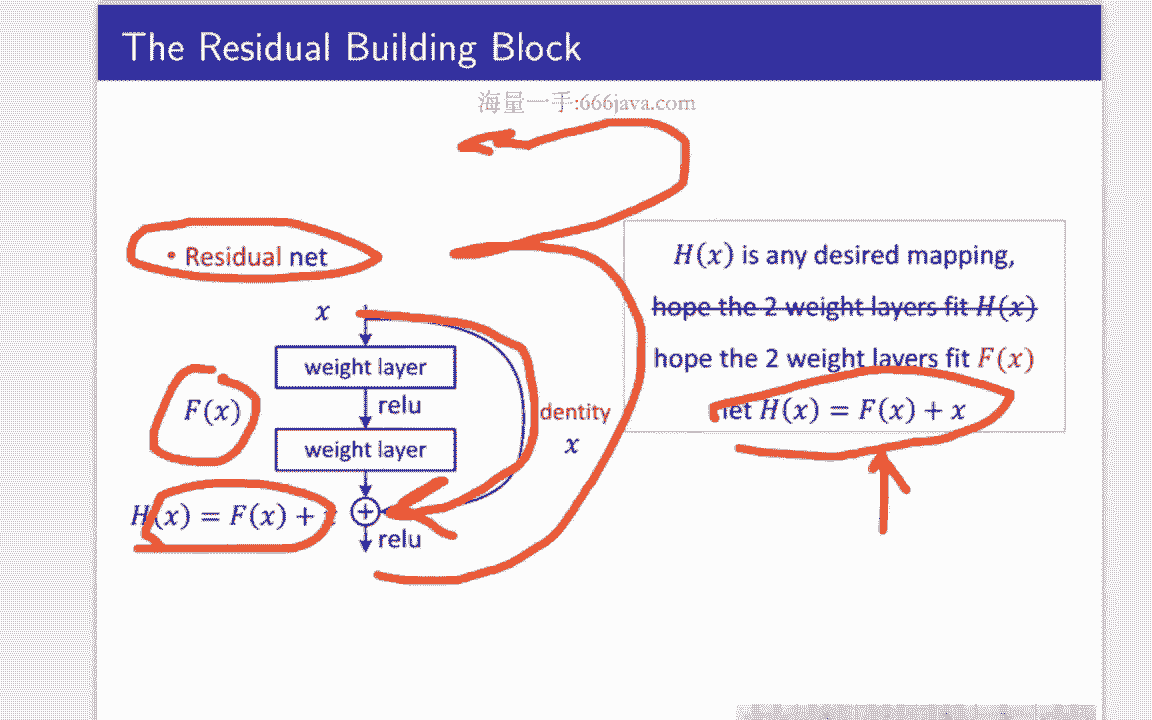 The Residual Building Block
海量一手:666java.com
• Residual net
x
weight layer
relu
weight layer
relu
F(x)
dentity
x
H(x) = F(x) +
H(x) is any desired mapping,
hope the 2 weight layers fit H(x)
hope the 2 weight layers fit F(x)
let H(x) = F(x) + x